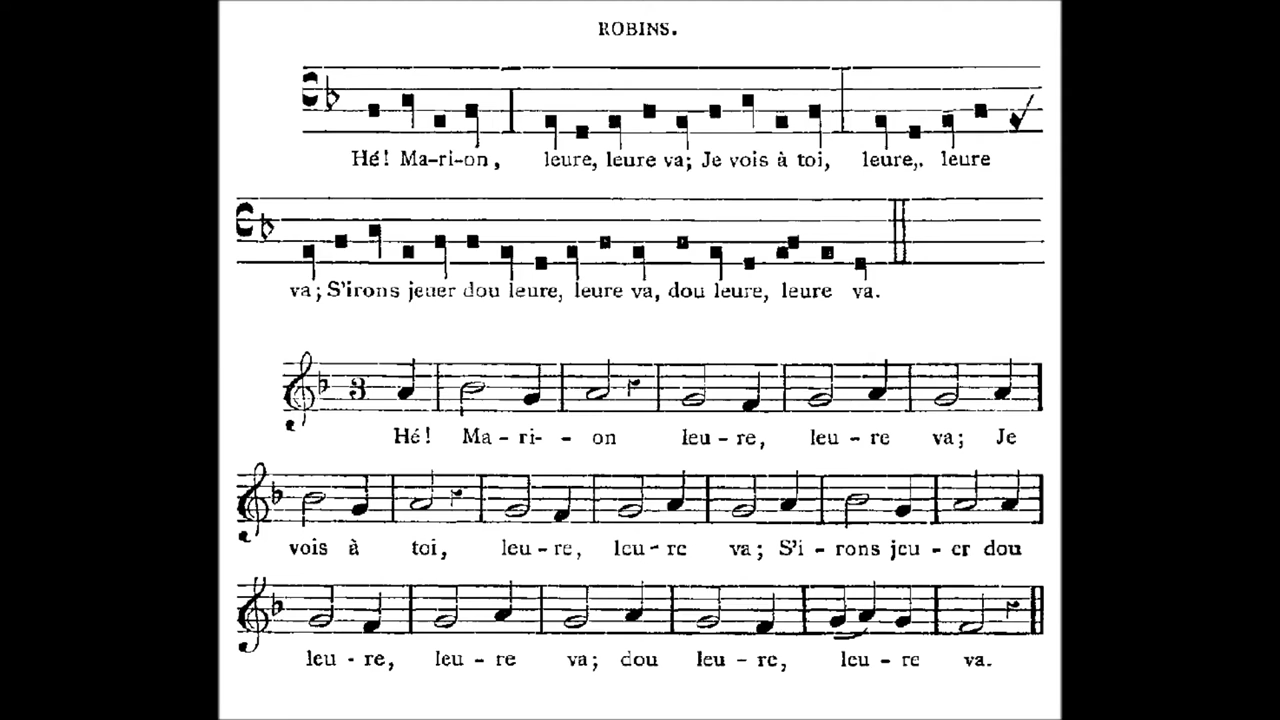 ROBINS.
Hé! Ma-ri-on, leure, leure va; Je vois à toi, leure,. leure
va; S'irons jeuer dou leure, leure va, dou leure, leure va.
3
Hé! Ma - ri- - on leu - re, leu - re va; Je
vois à toi, leu - re, leu - re va; S'i - rons jeu - er dou
leu - re, leu - re va; dou leu - re, leu - re va.